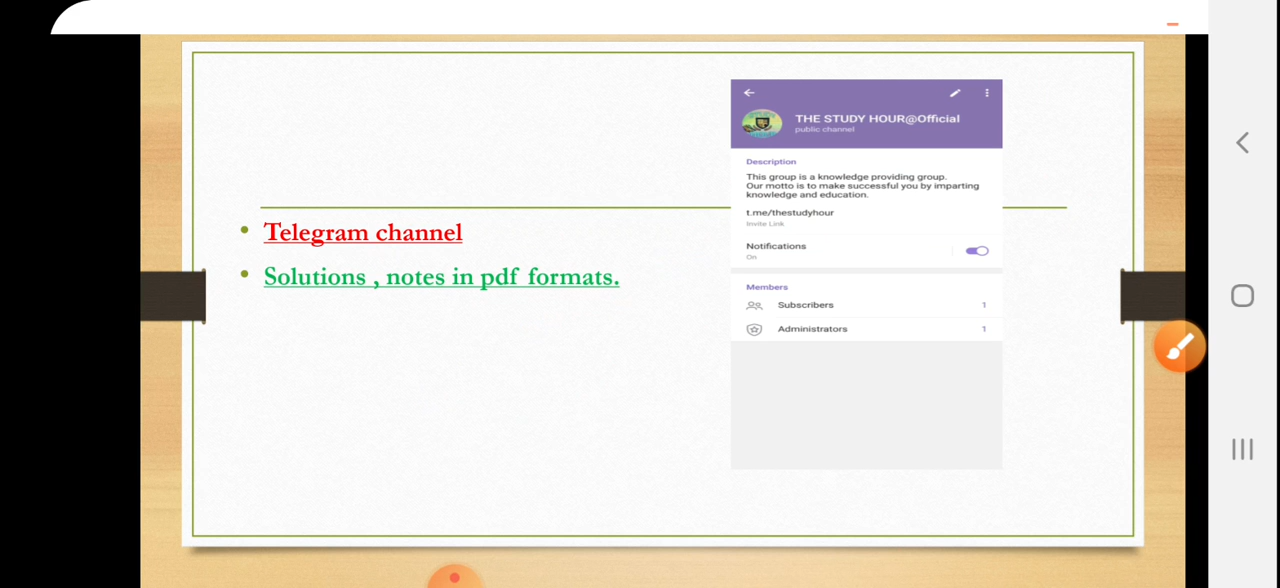 Telegram channel
Solutions , notes in pdf formats.
THE STUDY HOUR@Official
public channel
Description
This group is a knowledge providing group.
Our motto is to make successful you by imparting
knowledge and education.
t.me/thestudyhour
Invite Link
Notifications
On
Members
Subscribers 1
Administrators 1